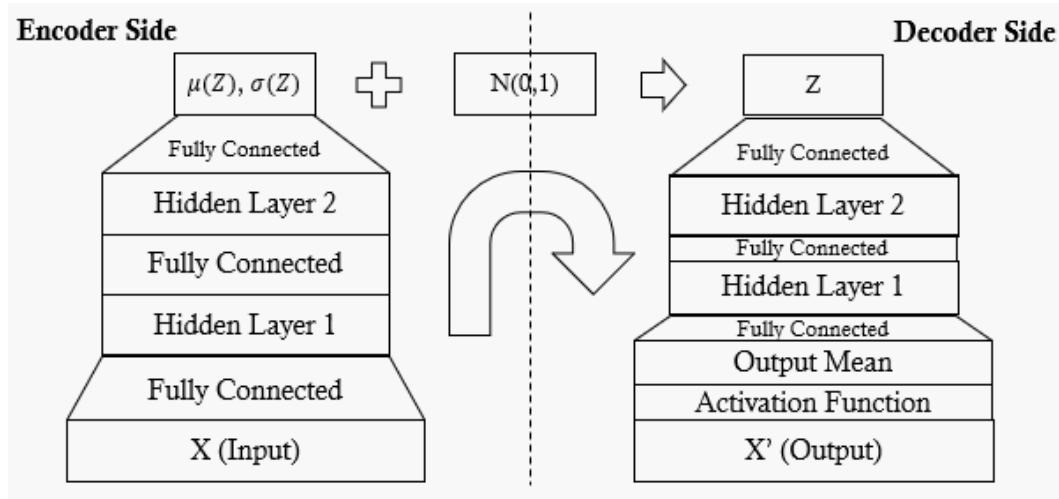 Encoder Side
Decoder Side
μ(Z), σ(Z)
N(0,1)
Z
Fully Connected
Hidden Layer 2
Fully Connected
Hidden Layer 1
Fully Connected
X (Input)
Fully Connected
Hidden Layer 2
Fully Connected
Hidden Layer 1
Fully Connected
Output Mean
Activation Function
X’ (Output)